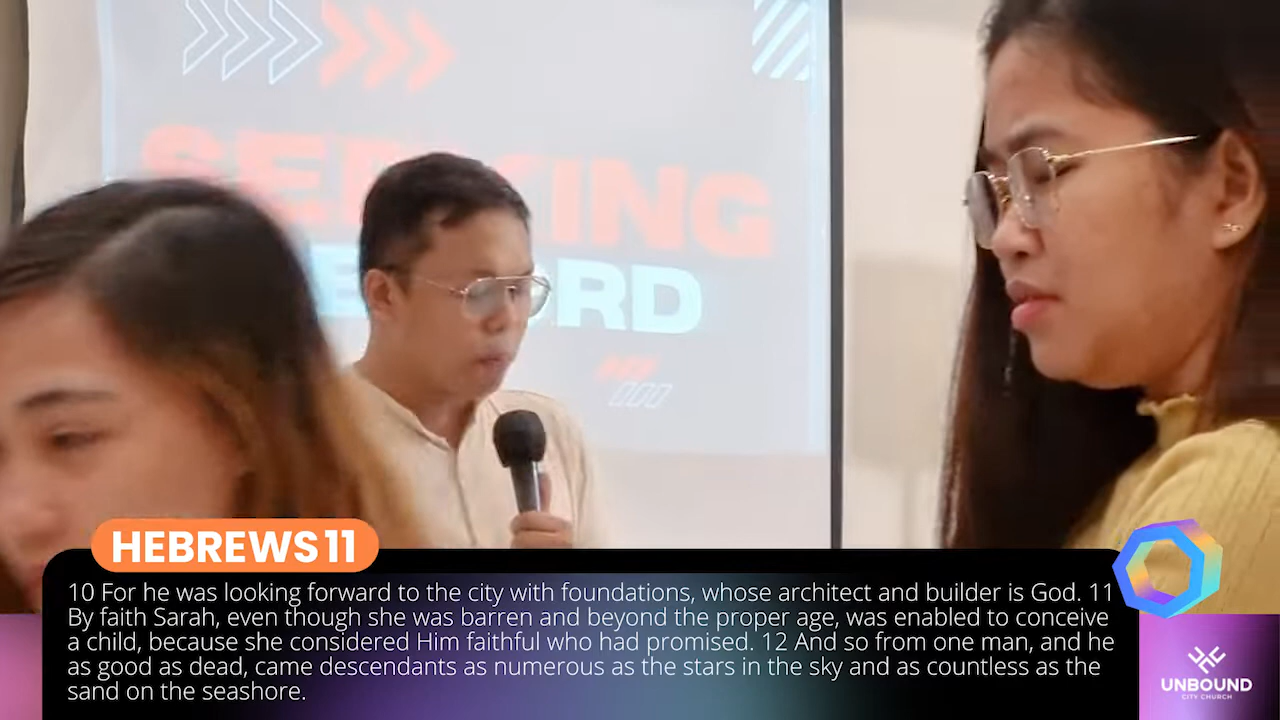 SEEKING
HEBREWS 11
10 For he was looking forward to the city with foundations, whose architect and builder is God. 11
By faith Sarah, even though she was barren and beyond the proper age, was enabled to conceive
a child, because she considered Him faithful who had promised. 12 And so from one man, and he
as good as dead, came descendants as numerous as the stars in the sky and as countless as the
sand on the seashore.
UNBOUND
CITY CHURCH